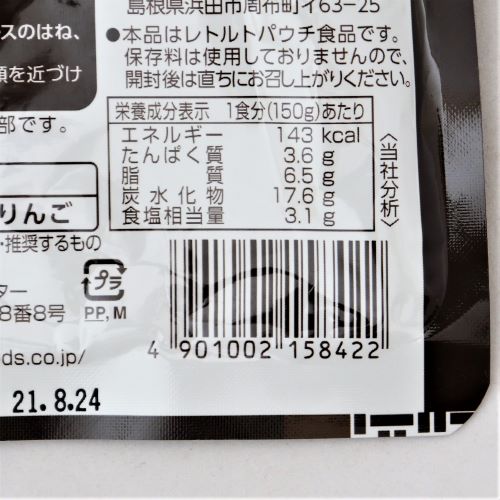 島根県浜田市周布町イ63-25
●本品はレトルトパウチ食品です。
保存料は使用しておりませんので、
開封後は直ちにお召し上がりください。
スのはね、
顔を近づけ
部です。
栄養成分表示 1食分(150g)あたり
エネルギー 143 kcal
たんぱく質 3.6 g
脂質 6.5 g
炭水化物 17.6 g
食塩相当量 3.1 g
〈当社分析〉
りんご
・推奨するもの
ター
8番8号
プラ
PP, M
ds.co.jp/
4 901002 158422
21.8.24